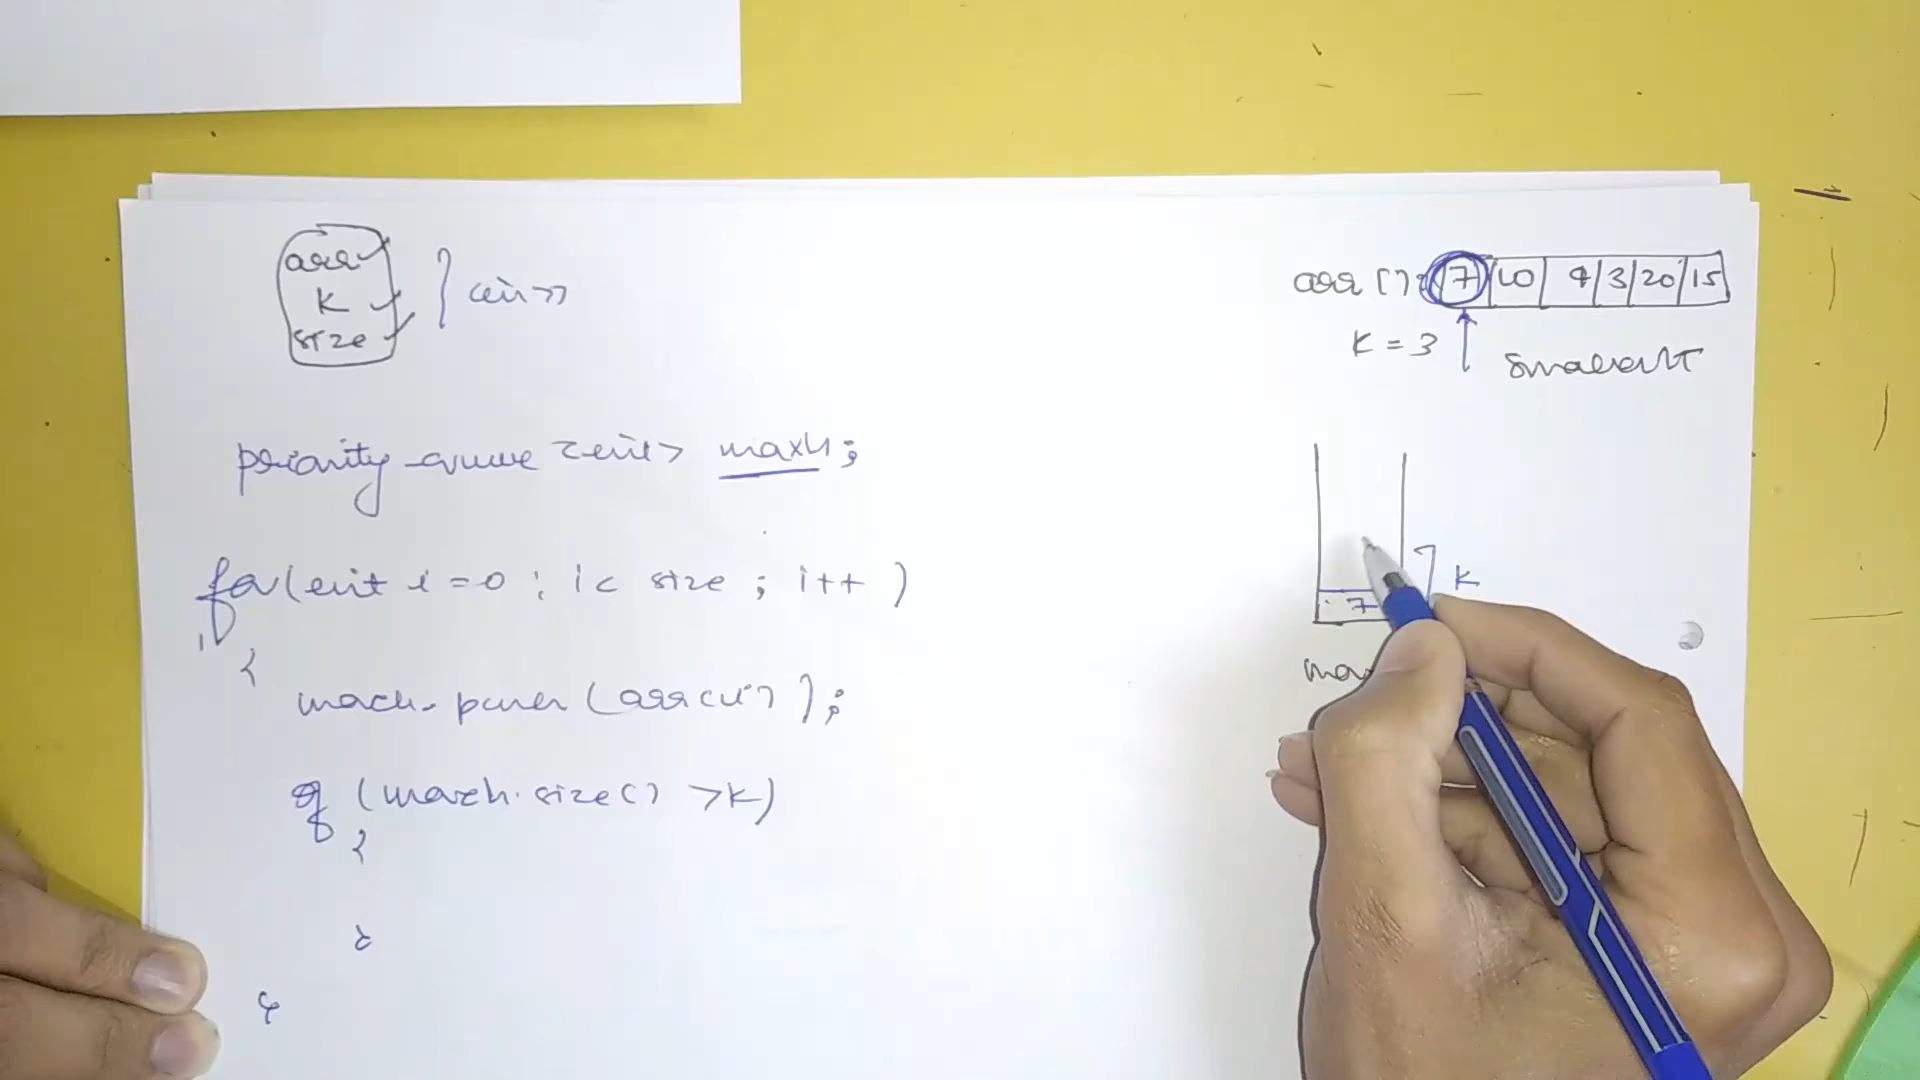 arr
K
size
cin>>
arr []: 7 10 4 3 20 15
K = 3
Smallest
priority_queue <int> maxh;
for(int i=0; i< size; i++)
{
maxh.push(arr[i]);
if (maxh.size() >K)
{
}
}
7
K
max